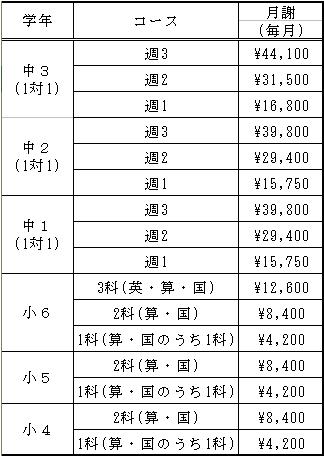 学年 コース 月謝
(毎月)
中3
(1対1)
週3 ¥44,100
週2 ¥31,500
週1 ¥16,800
中2
(1対1)
週3 ¥39,800
週2 ¥29,400
週1 ¥15,750
中1
(1対1)
週3 ¥39,800
週2 ¥29,400
週1 ¥15,750
小6
3科(英・算・国) ¥12,600
2科(算・国) ¥8,400
1科(算・国のうち1科) ¥4,200
小5
2科(算・国) ¥8,400
1科(算・国のうち1科) ¥4,200
小4
2科(算・国) ¥8,400
1科(算・国のうち1科) ¥4,200